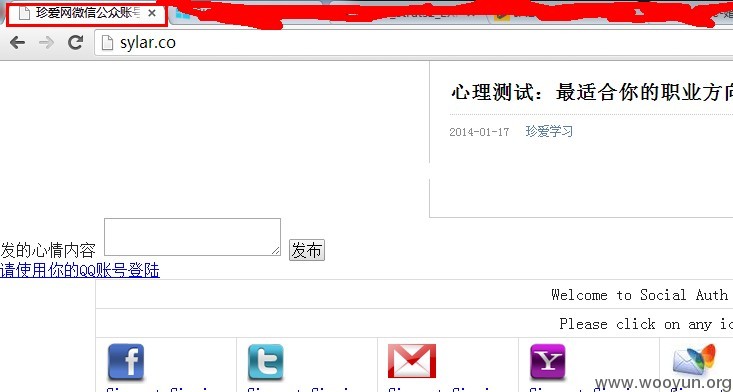 珍爱网微信公众账号
sylar.co
心理测试：最适合你的职业方向
2014-01-17 珍爱学习
发的心情内容 发布
请使用你的QQ账号登陆
Welcome to Social Auth
Please click on any ic
www.wooyun.org